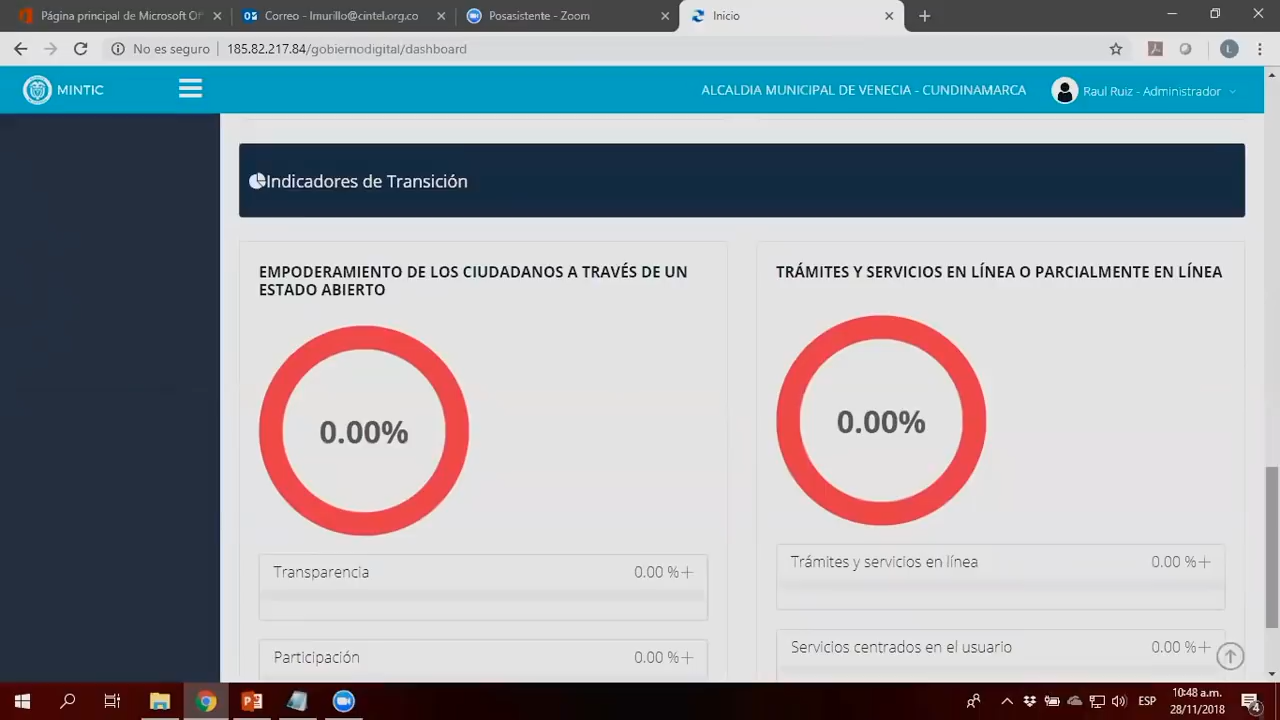 Página principal de Microsoft Of
Correo - lmurillo@cintel.org.co
Posasistente - Zoom
Inicio
No es seguro
185.82.217.84/gobiernodigital/dashboard
L
MINTIC
ALCALDIA MUNICIPAL DE VENECIA - CUNDINAMARCA
Raul Ruiz - Administrador
Indicadores de Transición
EMPODERAMIENTO DE LOS CIUDADANOS A TRAVÉS DE UN
ESTADO ABIERTO
0.00%
Transparencia 0.00 %+
Participación 0.00 %+
TRÁMITES Y SERVICIOS EN LÍNEA O PARCIALMENTE EN LÍNEA
0.00%
Trámites y servicios en línea 0.00 %+
Servicios centrados en el usuario 0.00 %+
ESP
10:48 a.m.
28/11/2018
4